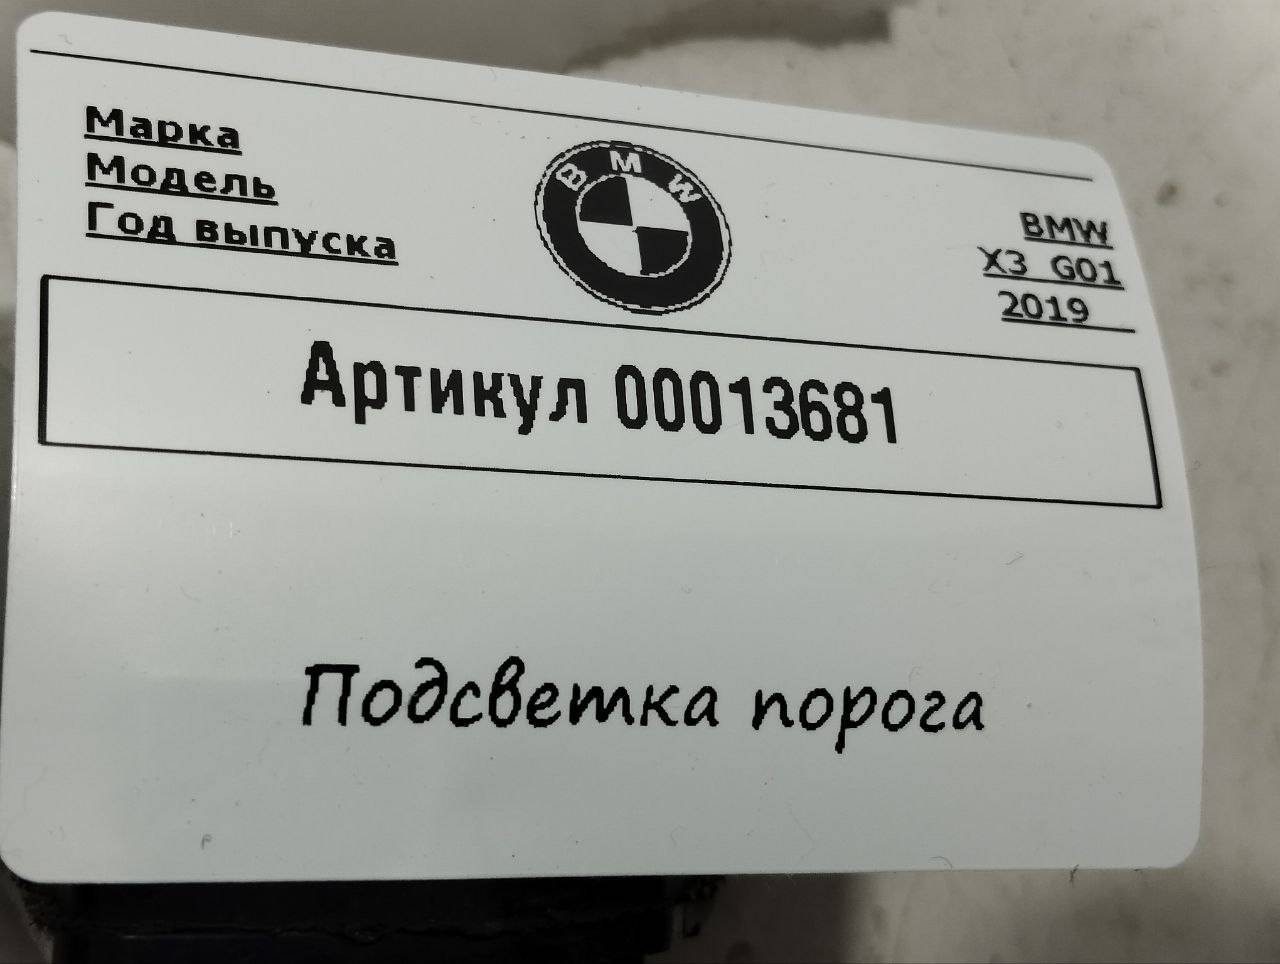 Марка
Модель
Год выпуска
BMW
BMW
X3 G01
2019
Артикул 00013681
Подсветка порога